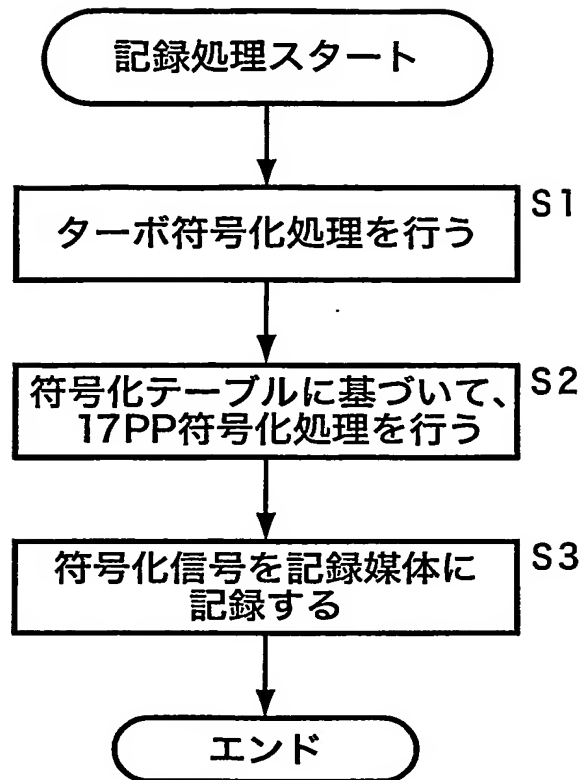 記録処理スタート
S1
ターボ符号化処理を行う
S2
符号化テーブルに基づいて、
17PP符号化処理を行う
S3
符号化信号を記録媒体に
記録する
エンド